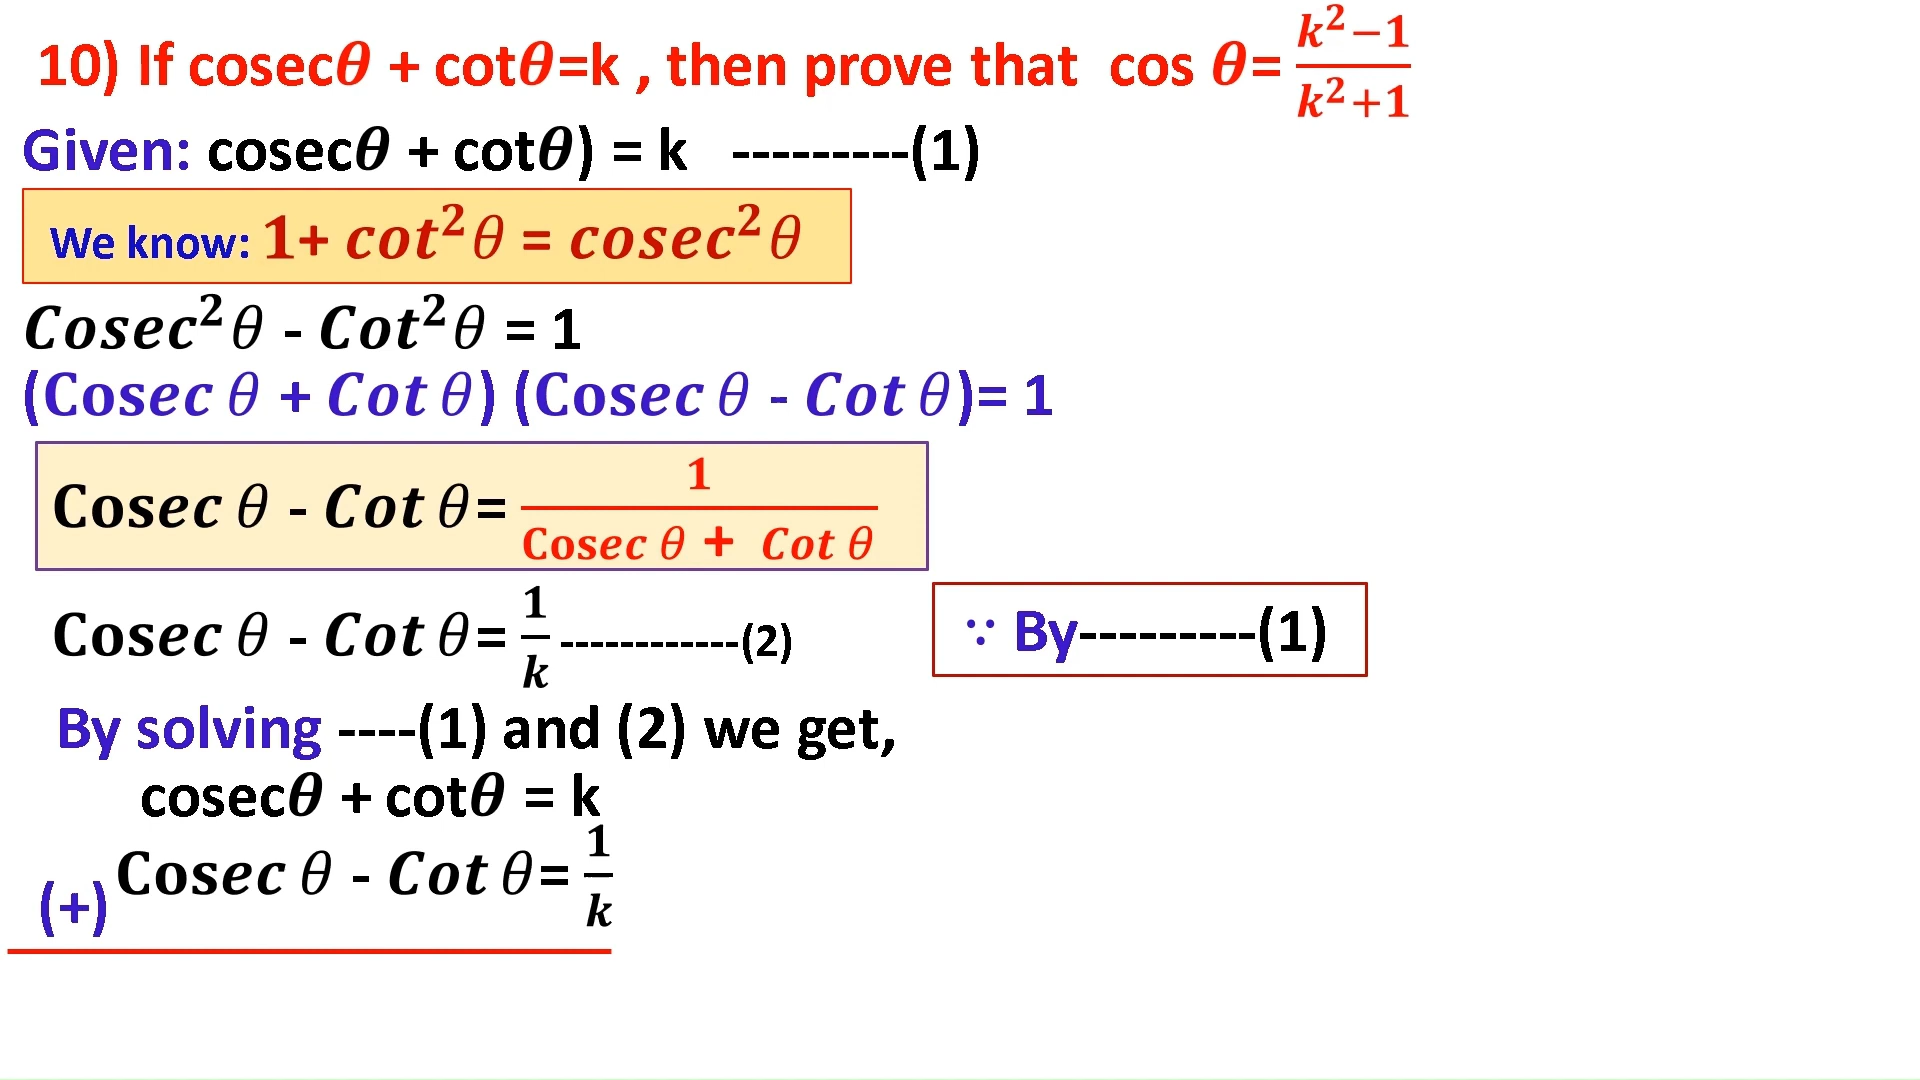 10) If cosecθ + cotθ=k , then prove that cos θ= k²−1/k²+1
Given: cosecθ + cotθ) = k ---------(1)
We know: 1+ cot²θ = cosec²θ
Cosec²θ - Cot²θ = 1
(Cosec θ + Cot θ) (Cosec θ - Cot θ)= 1
Cosec θ - Cot θ= 1/Cosec θ + Cot θ
Cosec θ - Cot θ= 1/k ------------(2) ∵ By---------(1)
By solving ----(1) and (2) we get,
cosecθ + cotθ = k
(+) Cosec θ - Cot θ= 1/k